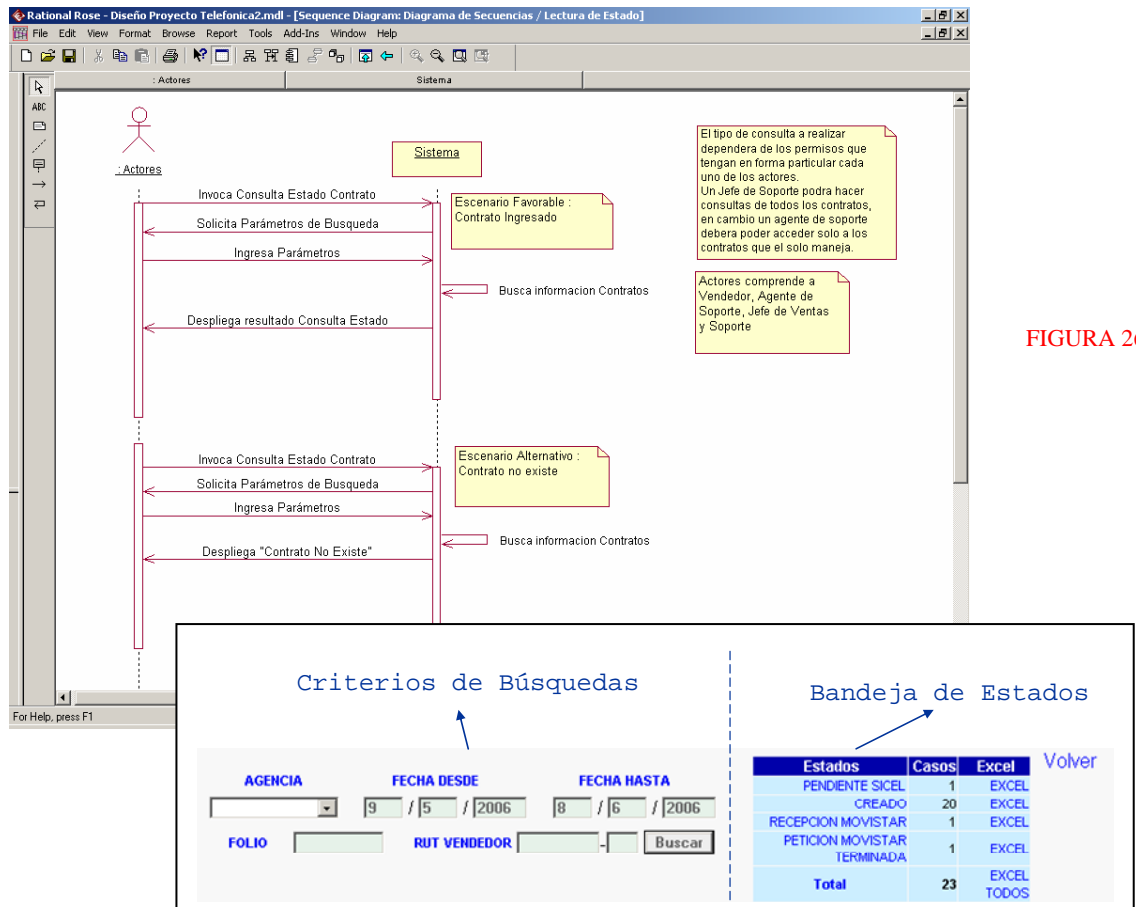 Rational Rose - Diseño Proyecto Telefonica2.mdl - [Sequence Diagram: Diagrama de Secuencias / Lectura de Estado]
File Edit View Format Browse Report Tools Add-Ins Window Help
: Actores
Sistema
ABC
: Actores
Sistema
Invoca Consulta Estado Contrato
Solicita Parámetros de Busqueda
Ingresa Parámetros
Busca informacion Contratos
Despliega resultado Consulta Estado
Escenario Favorable :
Contrato Ingresado
El tipo de consulta a realizar
dependera de los permisos que
tengan en forma particular cada
uno de los actores.
Un Jefe de Soporte podra hacer
consultas de todos los contratos,
en cambio un agente de soporte
debera poder acceder solo a los
contratos que el solo maneja.
Actores comprende a
Vendedor, Agente de
Soporte, Jefe de Ventas
y Soporte
FIGURA 26
Invoca Consulta Estado Contrato
Solicita Parámetros de Busqueda
Ingresa Parámetros
Busca informacion Contratos
Despliega "Contrato No Existe"
Escenario Alternativo :
Contrato no existe
For Help, press F1
Criterios de Búsquedas
Bandeja de Estados
AGENCIA FECHA DESDE FECHA HASTA
9 / 5 / 2006 8 / 6 / 2006
FOLIO RUT VENDEDOR - Buscar
Estados Casos Excel
PENDIENTE SICEL 1 EXCEL
CREADO 20 EXCEL
RECEPCION MOVISTAR 1 EXCEL
PETICION MOVISTAR
TERMINADA 1 EXCEL
Total 23 EXCEL
TODOS
Volver